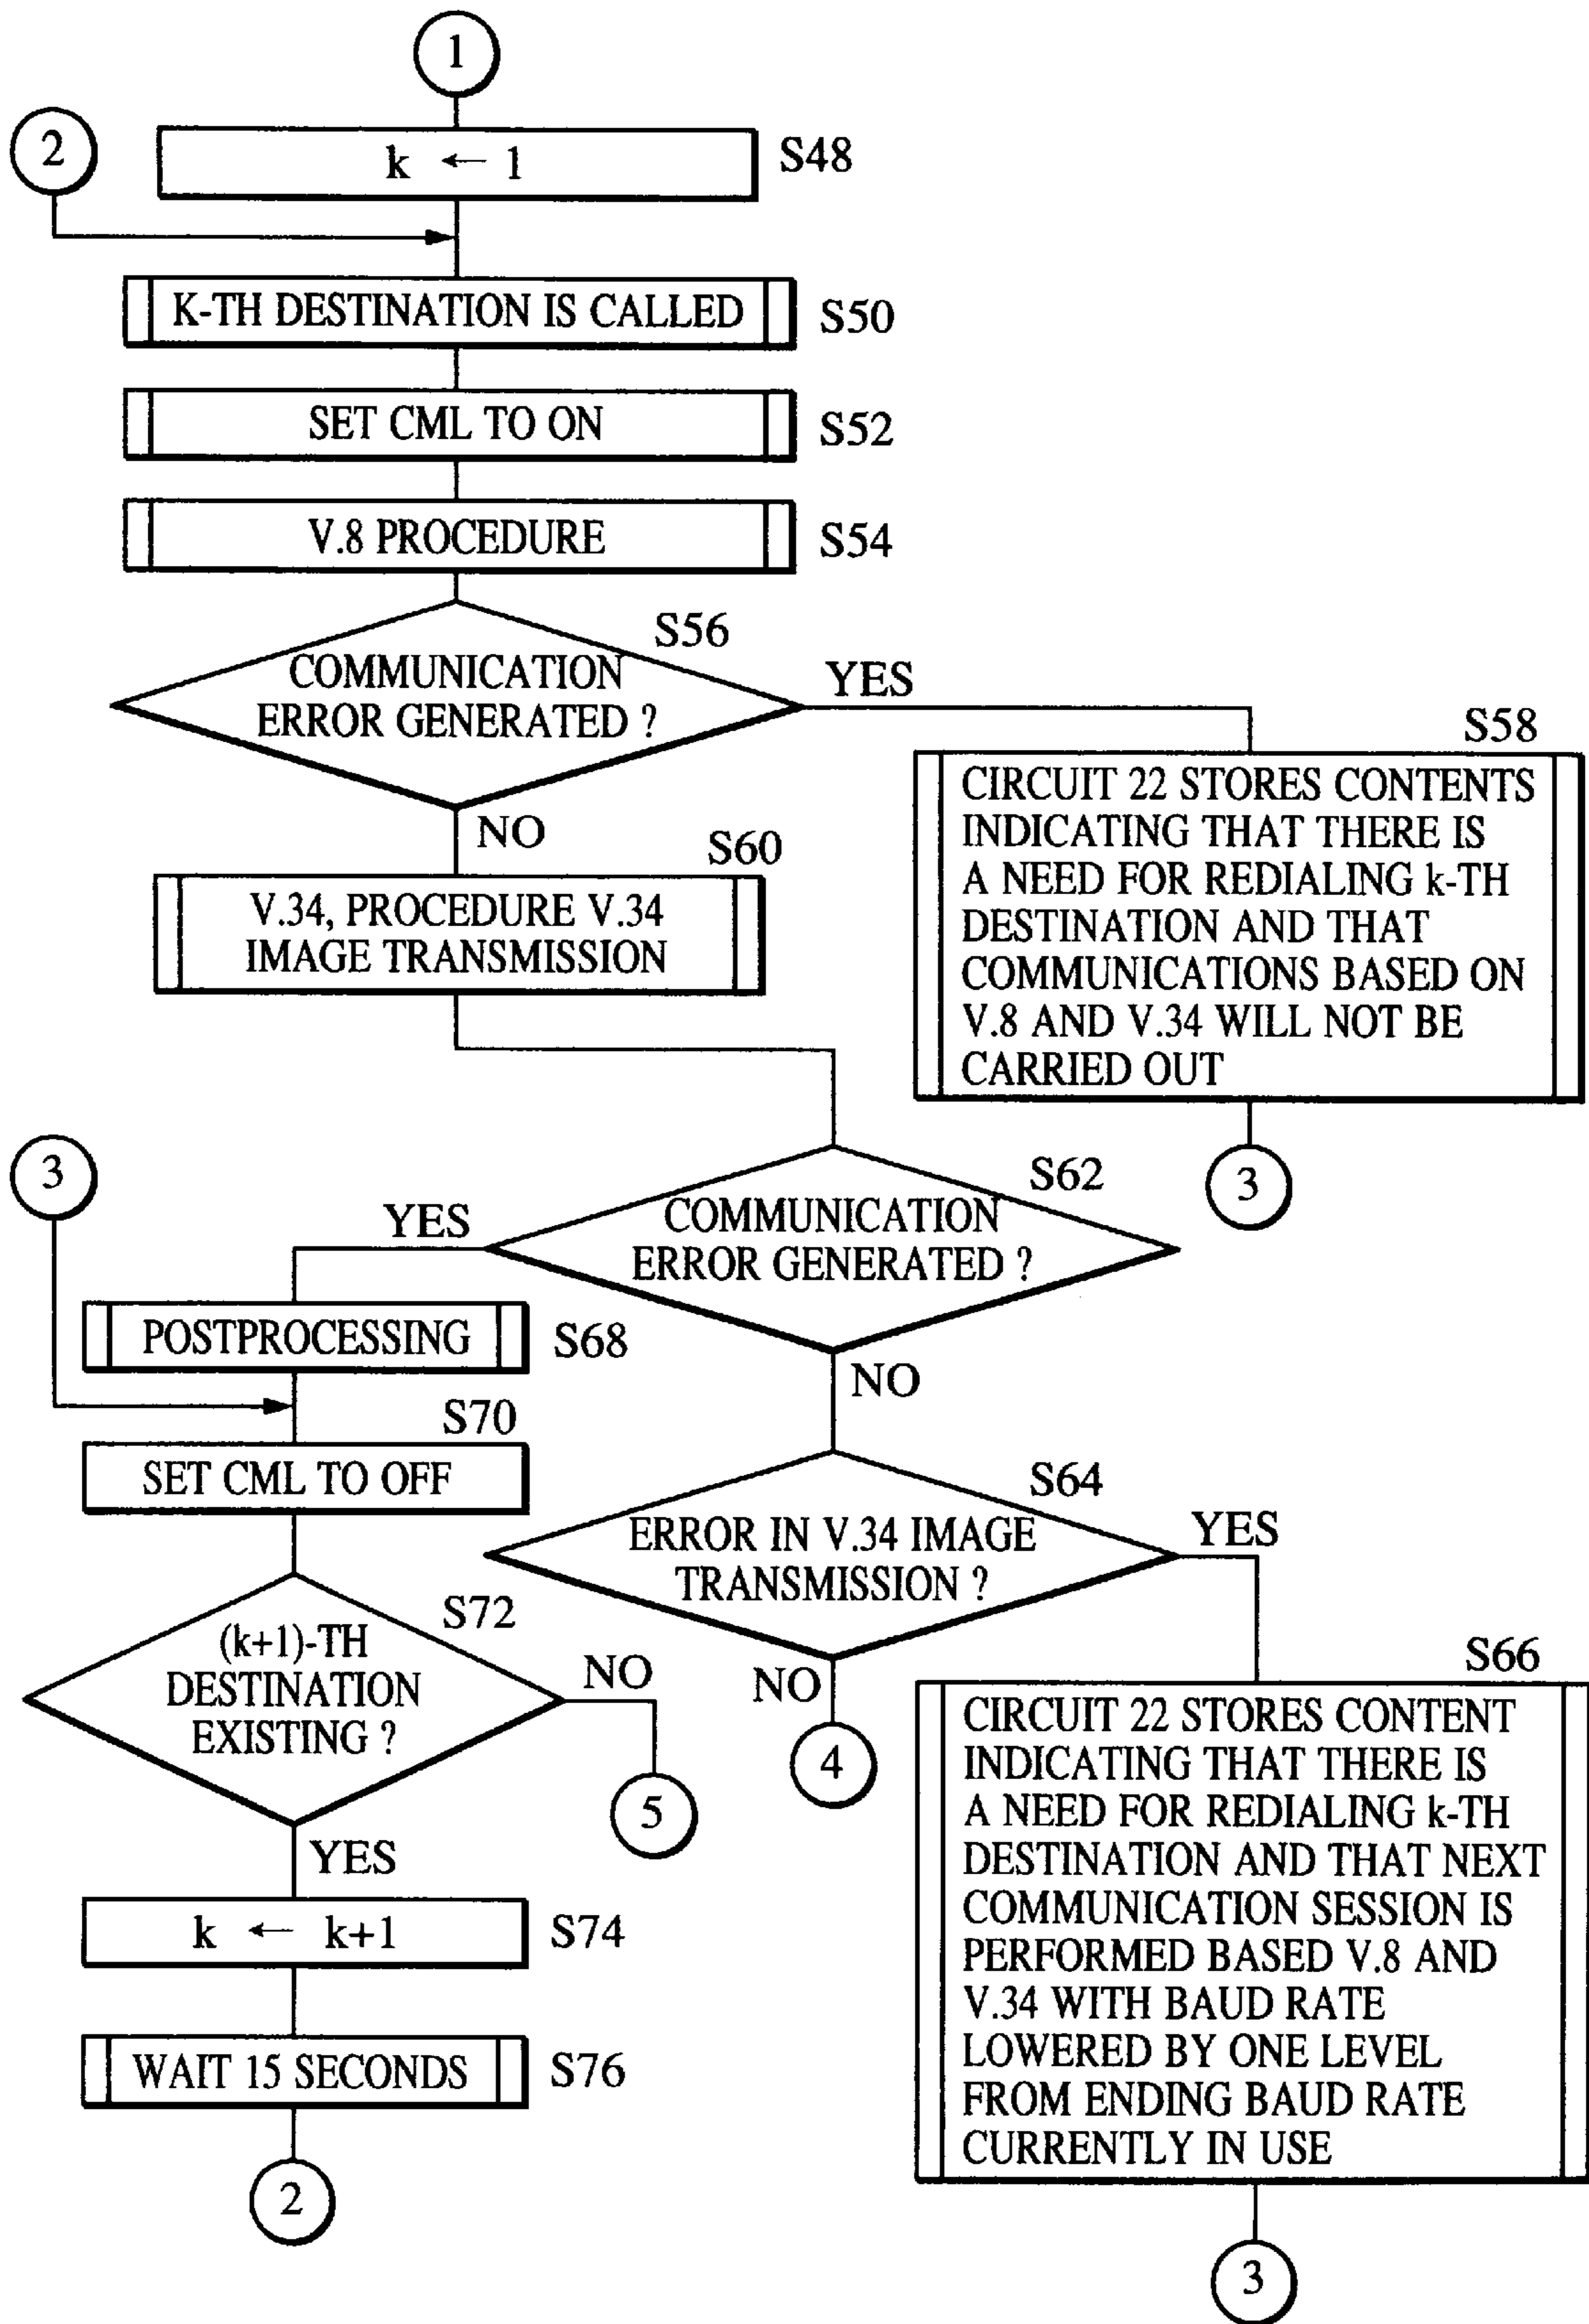 1
2
k ← 1
S48
K-TH DESTINATION IS CALLED
S50
SET CML TO ON
S52
V.8 PROCEDURE
S54
S56
COMMUNICATION
ERROR GENERATED ?
YES
NO
S58
CIRCUIT 22 STORES CONTENTS
INDICATING THAT THERE IS
A NEED FOR REDIALING k-TH
DESTINATION AND THAT
COMMUNICATIONS BASED ON
V.8 AND V.34 WILL NOT BE
CARRIED OUT
3
S60
V.34, PROCEDURE V.34
IMAGE TRANSMISSION
3
S62
COMMUNICATION
ERROR GENERATED ?
YES
NO
POSTPROCESSING
S68
S70
SET CML TO OFF
S64
ERROR IN V.34 IMAGE
TRANSMISSION ?
YES
NO
4
S72
(k+1)-TH
DESTINATION
EXISTING ?
NO
5
YES
S66
CIRCUIT 22 STORES CONTENT
INDICATING THAT THERE IS
A NEED FOR REDIALING k-TH
DESTINATION AND THAT NEXT
COMMUNICATION SESSION IS
PERFORMED BASED V.8 AND
V.34 WITH BAUD RATE
LOWERED BY ONE LEVEL
FROM ENDING BAUD RATE
CURRENTLY IN USE
3
k ← k+1
S74
WAIT 15 SECONDS
S76
2